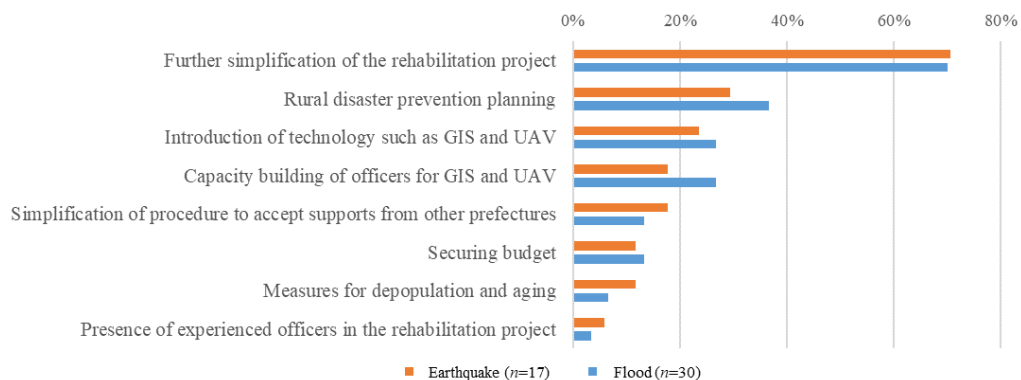 0% 20% 40% 60% 80%
Further simplification of the rehabilitation project
Rural disaster prevention planning
Introduction of technology such as GIS and UAV
Capacity building of officers for GIS and UAV
Simplification of procedure to accept supports from other prefectures
Securing budget
Measures for depopulation and aging
Presence of experienced officers in the rehabilitation project
Earthquake (n=17) Flood (n=30)